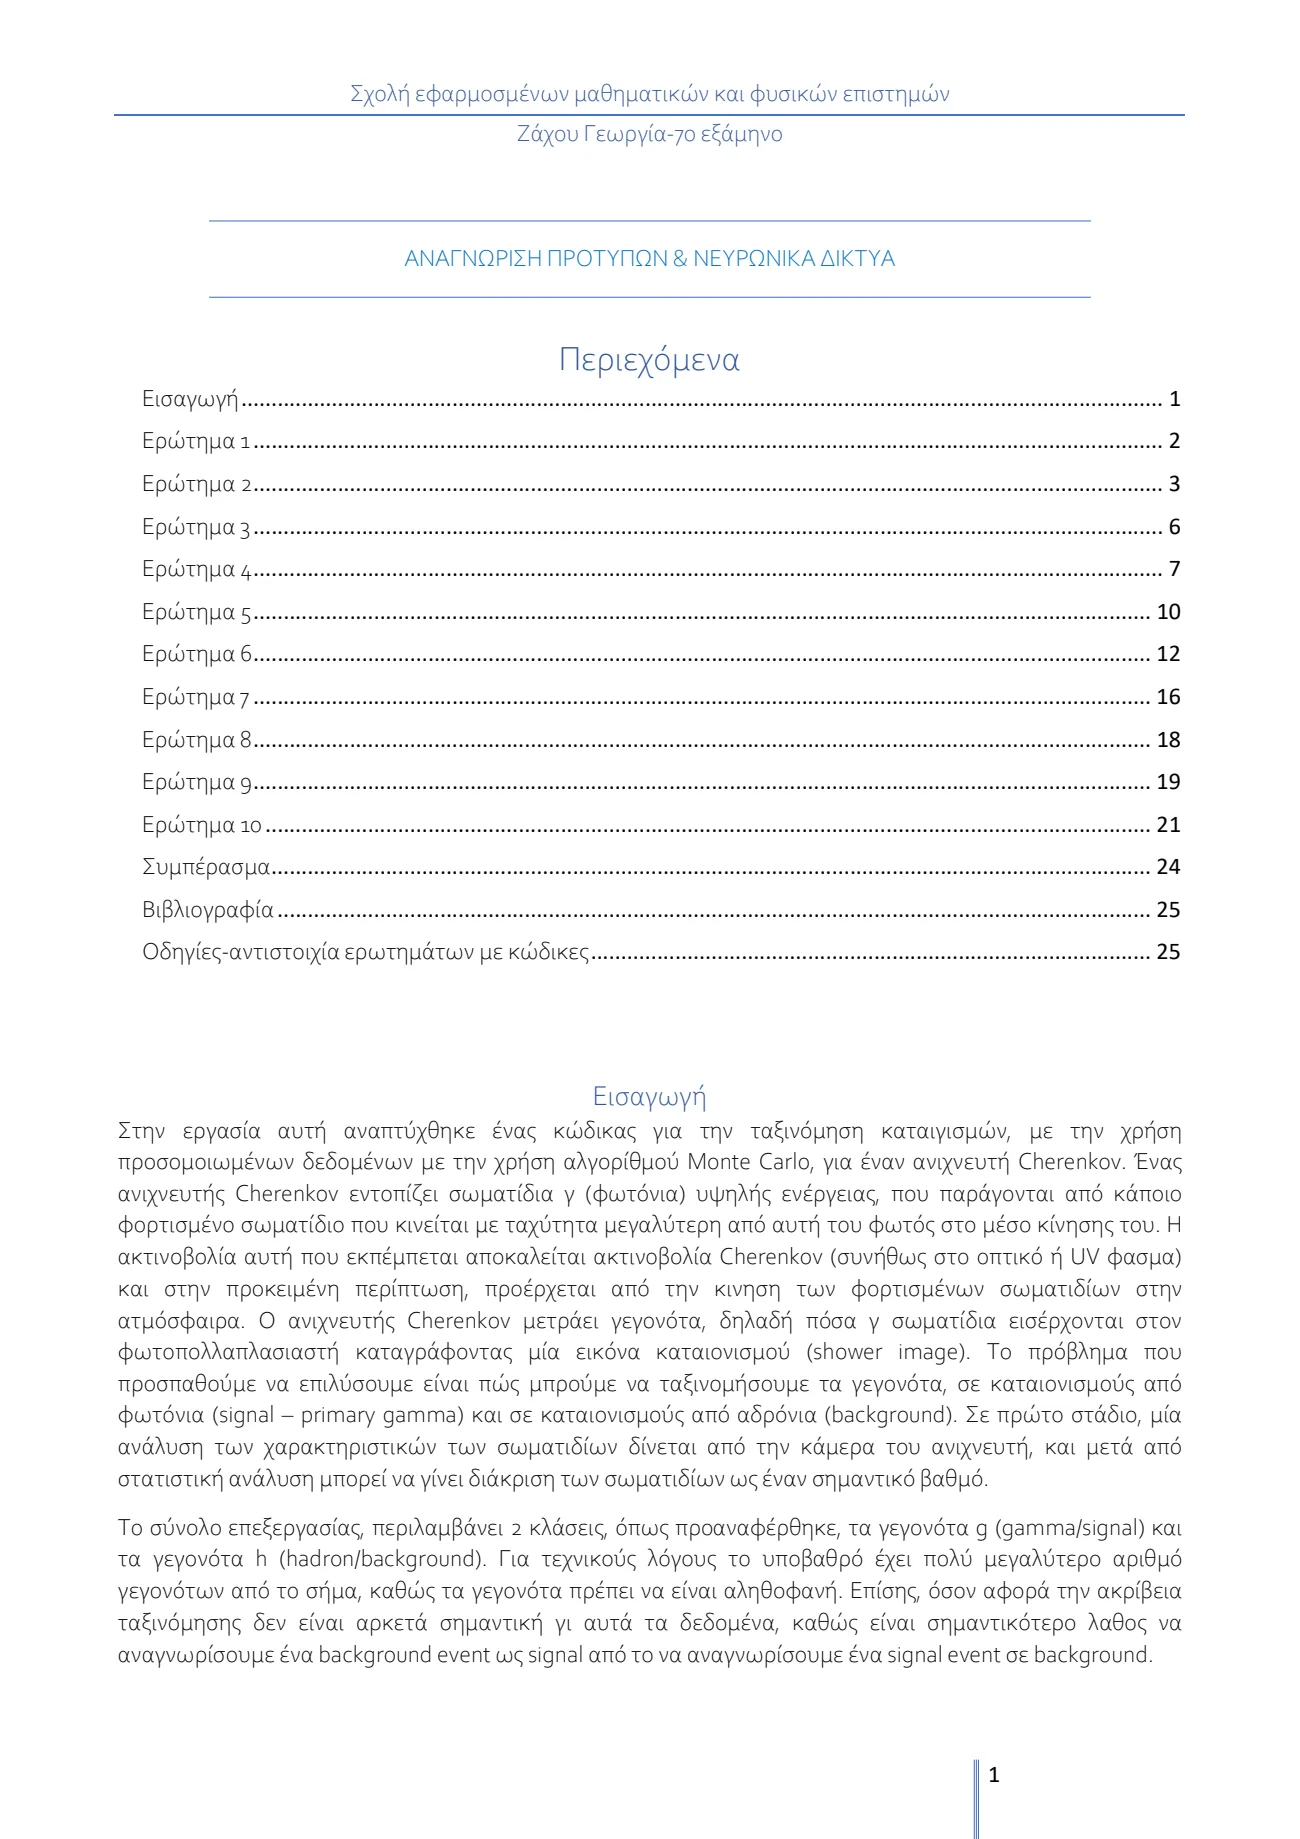 Σχολή εφαρμοσμένων μαθηματικών και φυσικών επιστημών
Ζάχου Γεωργία-7ο εξάμηνο
ΑΝΑΓΝΩΡΙΣΗ ΠΡΟΤΥΠΩΝ & ΝΕΥΡΩΝΙΚΑ ΔΙΚΤΥΑ
Περιεχόμενα
Εισαγωγή 1
Ερώτημα 1 2
Ερώτημα 2 3
Ερώτημα 3 6
Ερώτημα 4 7
Ερώτημα 5 10
Ερώτημα 6 12
Ερώτημα 7 16
Ερώτημα 8 18
Ερώτημα 9 19
Ερώτημα 10 21
Συμπέρασμα 24
Βιβλιογραφία 25
Οδηγίες-αντιστοιχία ερωτημάτων με κώδικες 25
Εισαγωγή
Στην εργασία αυτή αναπτύχθηκε ένας κώδικας για την ταξινόμηση καταιγισμών, με την χρήση
προσομοιωμένων δεδομένων με την χρήση αλγορίθμού Monte Carlo, για έναν ανιχνευτή Cherenkov. Ένας
ανιχνευτής Cherenkov εντοπίζει σωματίδια γ (φωτόνια) υψηλής ενέργειας, που παράγονται από κάποιο
φορτισμένο σωματίδιο που κινείται με ταχύτητα μεγαλύτερη από αυτή του φωτός στο μέσο κίνησης του. Η
ακτινοβολία αυτή που εκπέμπεται αποκαλείται ακτινοβολία Cherenkov (συνήθως στο οπτικό ή UV φασμα)
και στην προκειμένη περίπτωση, προέρχεται από την κινηση των φορτισμένων σωματιδίων στην
ατμόσφαιρα. Ο ανιχνευτής Cherenkov μετράει γεγονότα, δηλαδή πόσα γ σωματίδια εισέρχονται στον
φωτοπολλαπλασιαστή καταγράφοντας μία εικόνα καταιονισμού (shower image). Το πρόβλημα που
προσπαθούμε να επιλύσουμε είναι πώς μπρούμε να ταξινομήσουμε τα γεγονότα, σε καταιονισμούς από
φωτόνια (signal – primary gamma) και σε καταιονισμούς από αδρόνια (background). Σε πρώτο στάδιο, μία
ανάλυση των χαρακτηριστικών των σωματιδίων δίνεται από την κάμερα του ανιχνευτή, και μετά από
στατιστική ανάλυση μπορεί να γίνει διάκριση των σωματιδίων ως έναν σημαντικό βαθμό.
Το σύνολο επεξεργασίας, περιλαμβάνει 2 κλάσεις, όπως προαναφέρθηκε, τα γεγονότα g (gamma/signal) και
τα γεγονότα h (hadron/background). Για τεχνικούς λόγους το υποβαθρό έχει πολύ μεγαλύτερο αριθμό
γεγονότων από το σήμα, καθώς τα γεγονότα πρέπει να είναι αληθοφανή. Επίσης, όσον αφορά την ακρίβεια
ταξινόμησης δεν είναι αρκετά σημαντική γι αυτά τα δεδομένα, καθώς είναι σημαντικότερο λαθος να
αναγνωρίσουμε ένα background event ως signal από το να αναγνωρίσουμε ένα signal event σε background.
1